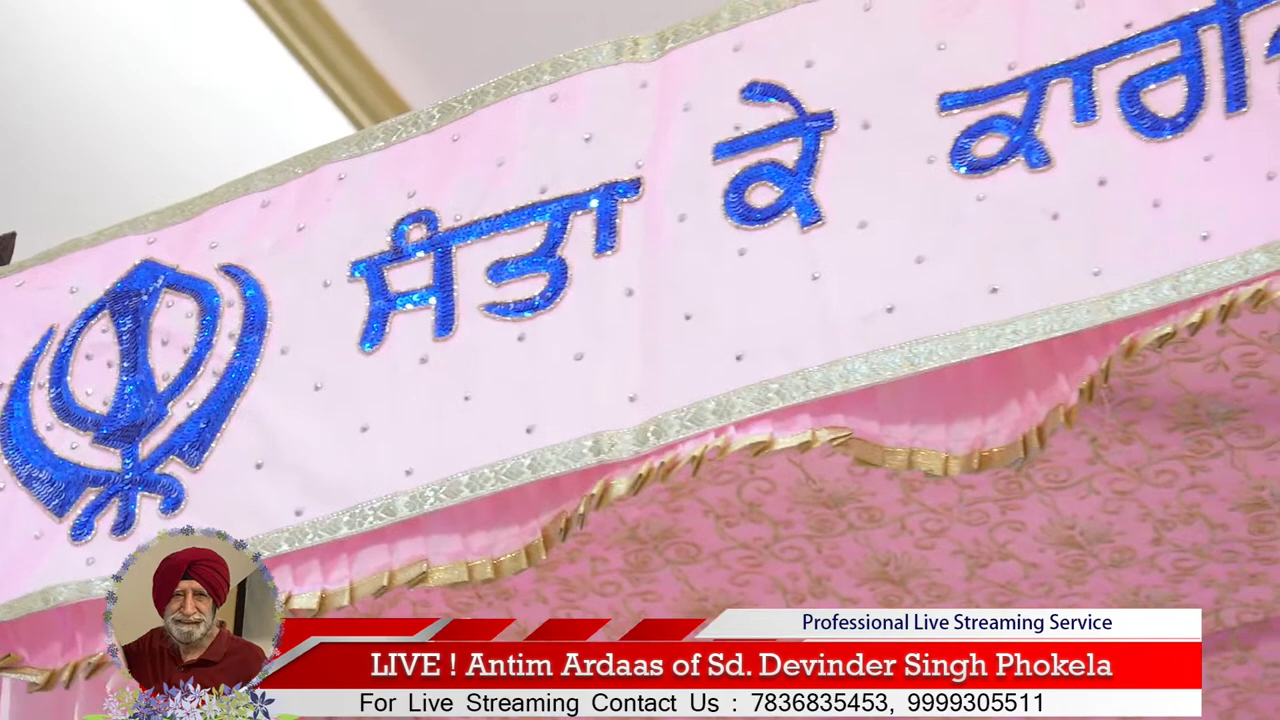 ਸੰਤਾ ਕੇ
Professional Live Streaming Service
LIVE ! Antim Ardaas of Sd. Devinder Singh Phokela
For Live Streaming Contact Us : 7836835453, 9999305511